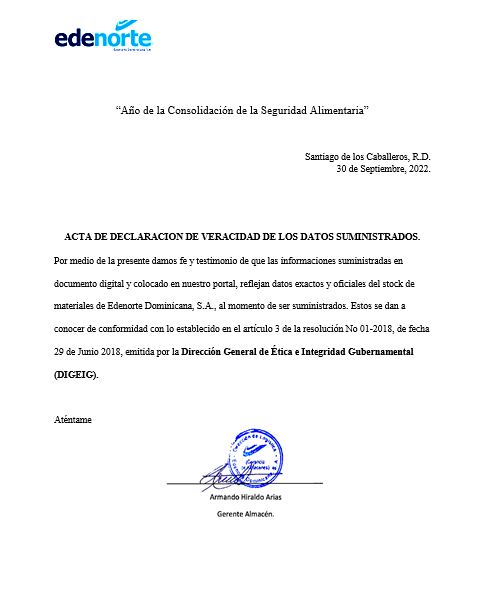 edenorte
“Año de la Consolidación de la Seguridad Alimentaria”
Santiago de los Caballeros, R.D.
30 de Septiembre, 2022.
ACTA DE DECLARACION DE VERACIDAD DE LOS DATOS SUMINISTRADOS.
Por medio de la presente damos fe y testimonio de que las informaciones suministradas en
documento digital y colocado en nuestro portal, reflejan datos exactos y oficiales del stock de
materiales de Edenorte Dominicana, S.A., al momento de ser suministrados. Estos se dan a
conocer de conformidad con lo establecido en el artículo 3 de la resolución No 01-2018, de fecha
29 de Junio 2018, emitida por la Dirección General de Ética e Integridad Gubernamental
(DIGEIG).
Aténtame
Dirección de Logística
Gerencia
Armando Hiraldo Arias
Gerente Almacén.